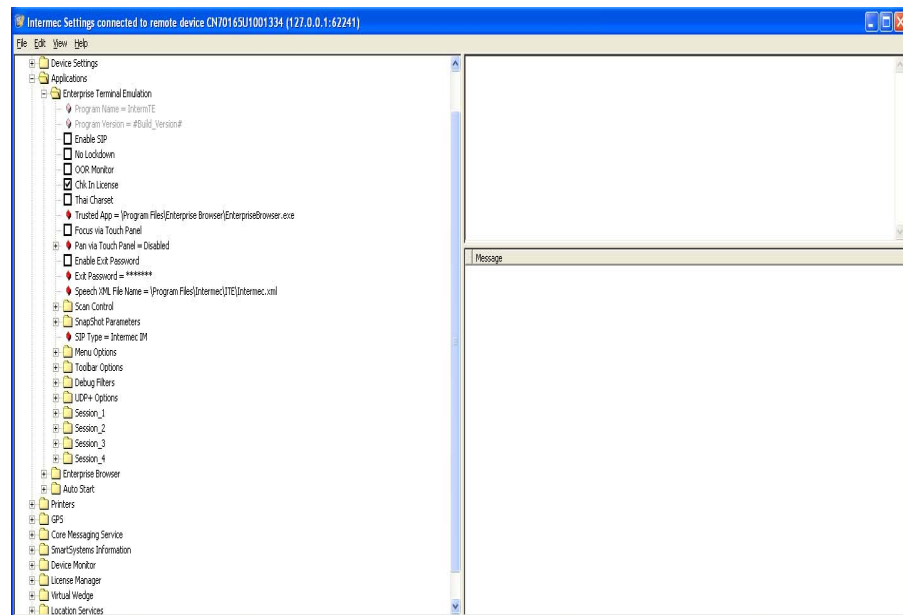 Intermec Settings connected to remote device CN70165U1001334 (127.0.0.1:62241)
File Edit View Help
Device Settings
Applications
Enterprise Terminal Emulation
Program Name = IntermTE
Program Version = #Build_Version#
Enable SIP
No Lockdown
OOR Monitor
Chk In License
Thai Charset
Trusted App = \Program Files\Enterprise Browser\EnterpriseBrowser.exe
Focus via Touch Panel
Pan via Touch Panel = Disabled
Enable Exit Password
Exit Password = *******
Speech XML File Name = \Program Files\Intermec\ITE\Intermec.xml
Scan Control
SnapShot Parameters
SIP Type = Intermec IM
Menu Options
Toolbar Options
Debug Filters
UDP+ Options
Session_1
Session_2
Session_3
Session_4
Enterprise Browser
Auto Start
Printers
GPS
Core Messaging Service
SmartSystems Information
Device Monitor
License Manager
Virtual Wedge
Location Services
Message